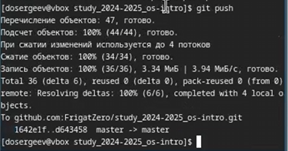 [dosergeev@vbox study_2024-2025_os-intro]$ git push
Перечисление объектов: 47, готово.
Подсчет объектов: 100% (44/44), готово.
При сжатии изменений используется до 4 потоков
Сжатие объектов: 100% (34/34), готово.
Запись объектов: 100% (36/36), 3.34 МиБ | 3.94 МиБ/с, готово.
Total 36 (delta 6), reused 0 (delta 0), pack-reused 0 (from 0)
remote: Resolving deltas: 100% (6/6), completed with 4 local o
bjects.
To github.com:FrigatZero/study_2024-2025_os-intro.git
1642e1f..d643458  master -> master
[dosergeev@vbox study_2024-2025_os-intro]$